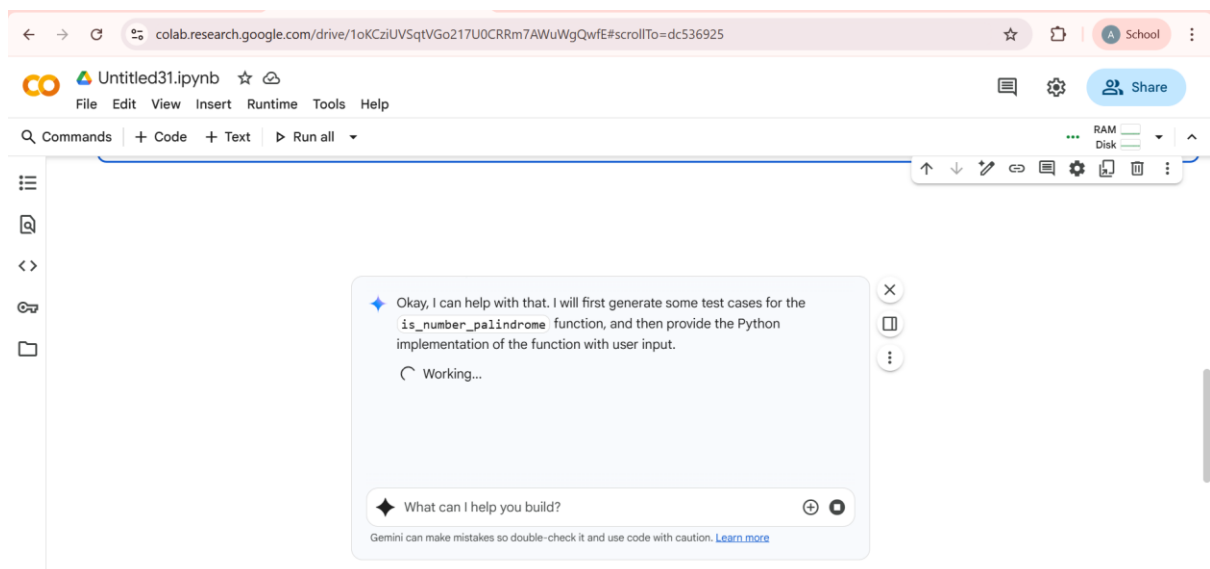 colab.research.google.com/drive/1oKCziUVSqtVGo217U0CRRm7AWuWgQwfE#scrollTo=dc536925
A School
CO Untitled31.ipynb
Share
File Edit View Insert Runtime Tools Help
Commands + Code + Text Run all
RAM
Disk
Okay, I can help with that. I will first generate some test cases for the
is_number_palindrome function, and then provide the Python
implementation of the function with user input.
Working...
What can I help you build?
Gemini can make mistakes so double-check it and use code with caution. Learn more